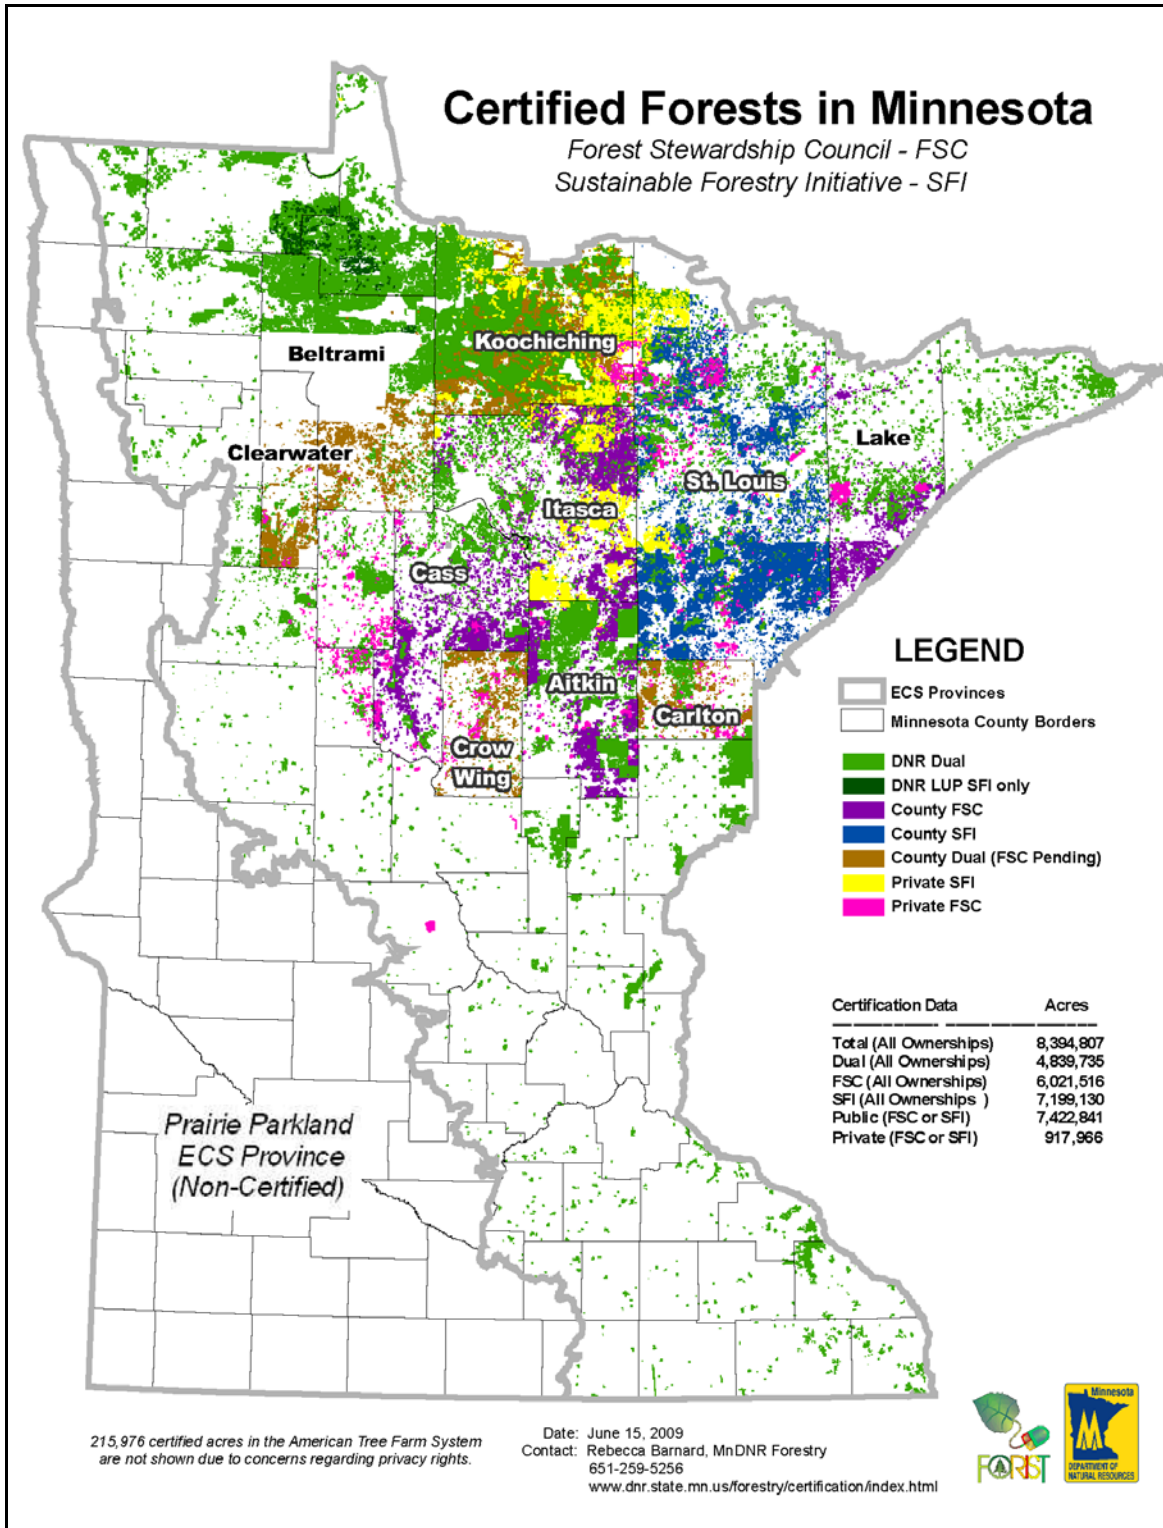 Certified Forests in Minnesota
Forest Stewardship Council - FSC
Sustainable Forestry Initiative - SFI
Koochiching
Beltrami
Lake
Clearwater
St. Louis
Itasca
Cass
Aitkin
Carlton
Crow
Wing
LEGEND
ECS Provinces
Minnesota County Borders
DNR Dual
DNR LUP SFI only
County FSC
County SFI
County Dual (FSC Pending)
Private SFI
Private FSC
Certification Data Acres
Total (All Ownerships) 8,394,807
Dual (All Ownerships) 4,839,735
FSC (All Ownerships) 6,021,516
SFI (All Ownerships ) 7,199,130
Public (FSC or SFI) 7,422,841
Private (FSC or SFI) 917,966
Prairie Parkland
ECS Province
(Non-Certified)
215,976 certified acres in the American Tree Farm System
are not shown due to concerns regarding privacy rights.
Date: June 15, 2009
Contact: Rebecca Barnard, MnDNR Forestry
651-259-5256
www.dnr.state.mn.us/forestry/certification/index.html
FORIST
Minnesota
DEPARTMENT OF
NATURAL RESOURCES